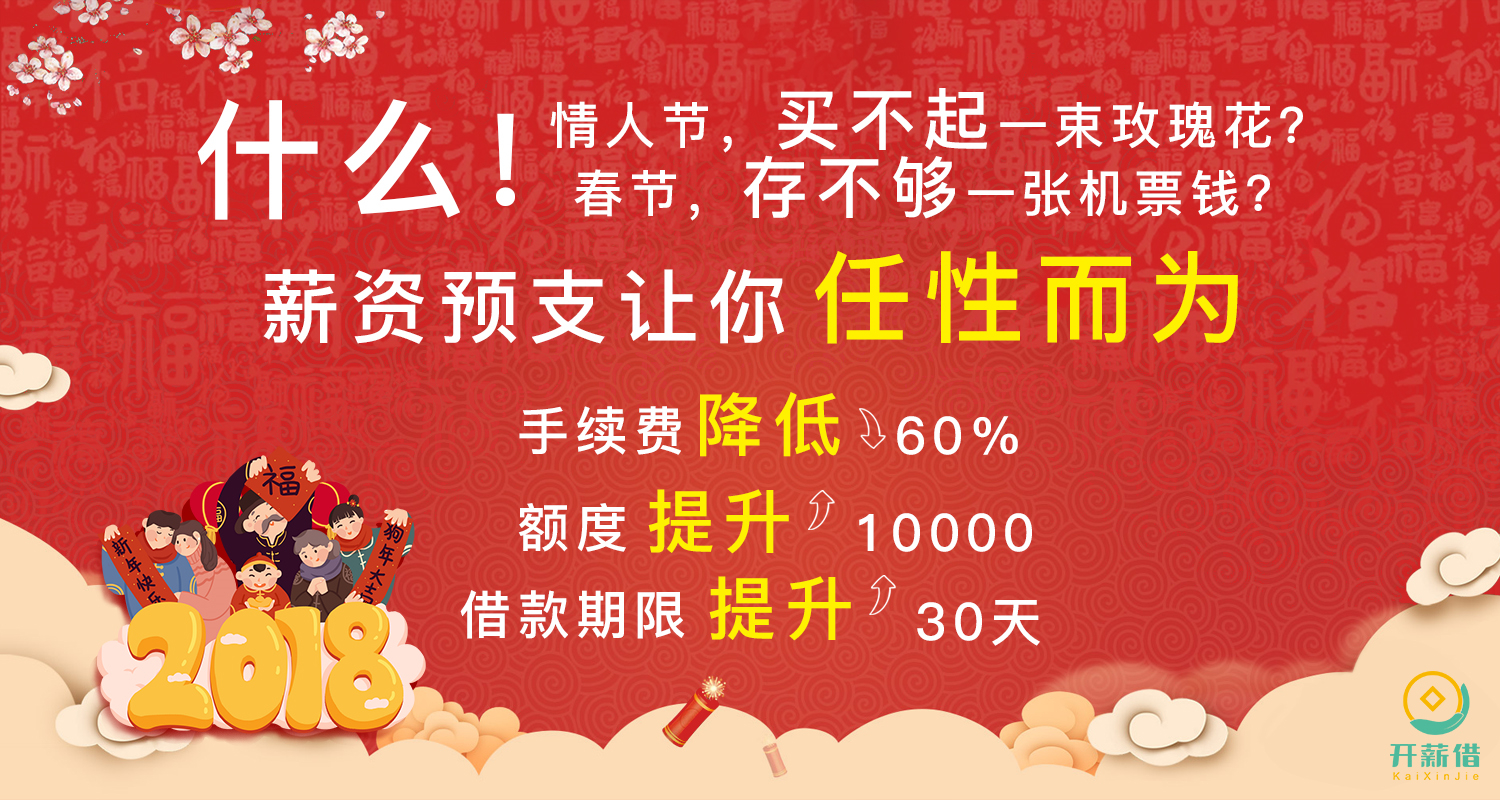 什么！
情人节，买不起一束玫瑰花？
春节，存不够一张机票钱？
薪资预支让你任性而为
手续费降低60%
额度提升10000
借款期限提升30天
福
新年快乐
狗年大吉
2018
开薪借
KaiXinJie